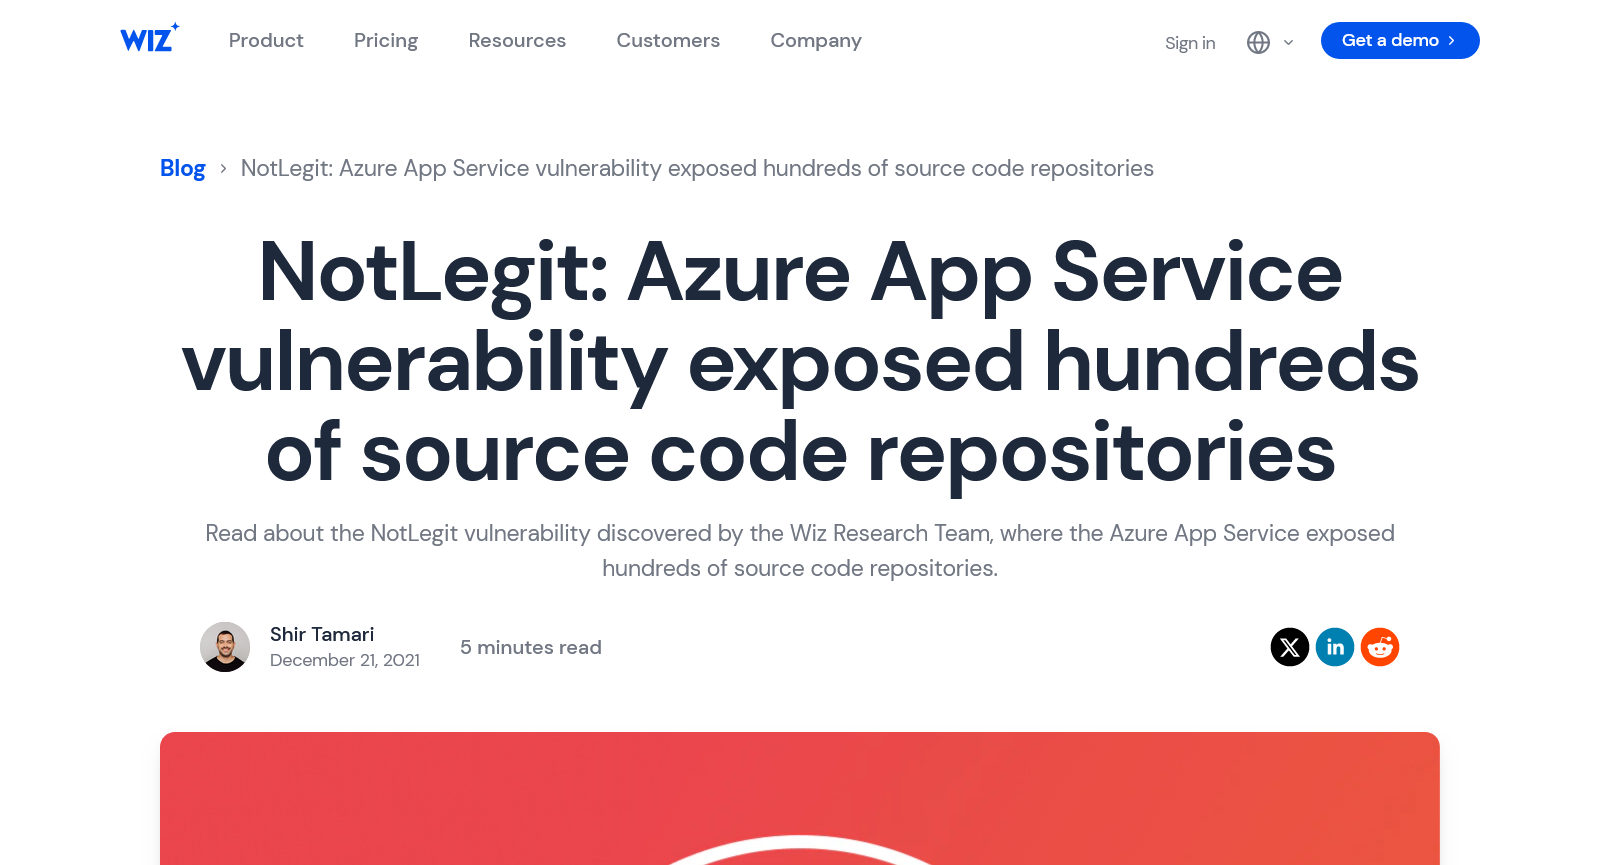 WIZ
Product
Pricing
Resources
Customers
Company
Sign in
Get a demo
Blog
NotLegit: Azure App Service vulnerability exposed hundreds of source code repositories
NotLegit: Azure App Service
vulnerability exposed hundreds
of source code repositories
Read about the NotLegit vulnerability discovered by the Wiz Research Team, where the Azure App Service exposed
hundreds of source code repositories.
Shir Tamari
December 21, 2021
5 minutes read
in